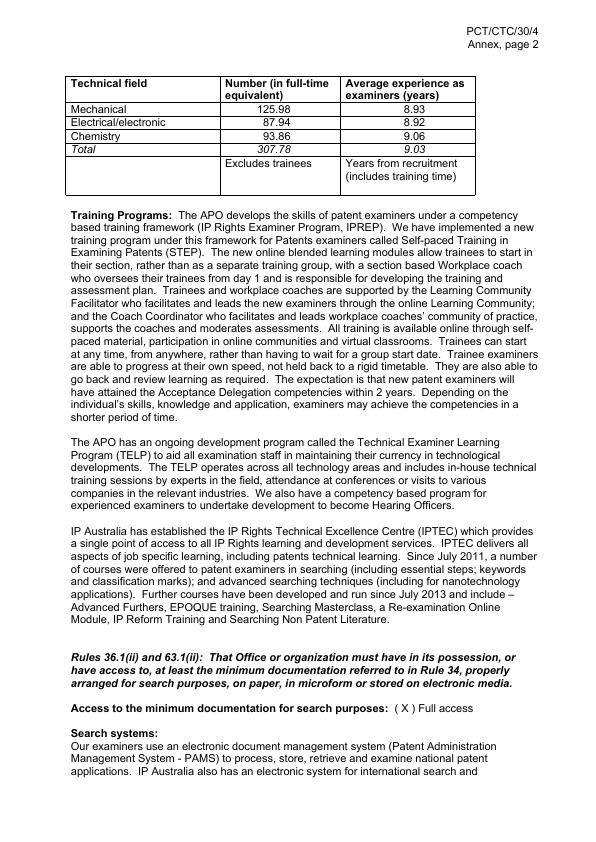 PCT/CTC/30/4
Annex, page 2
Technical field Number (in full-time equivalent) Average experience as examiners (years)
Mechanical 125.98 8.93
Electrical/electronic 87.94 8.92
Chemistry 93.86 9.06
Total 307.78 9.03
Excludes trainees Years from recruitment (includes training time)
Training Programs:  The APO develops the skills of patent examiners under a competency
based training framework (IP Rights Examiner Program, IPREP).  We have implemented a new
training program under this framework for Patents examiners called Self-paced Training in
Examining Patents (STEP).  The new online blended learning modules allow trainees to start in
their section, rather than as a separate training group, with a section based Workplace coach
who oversees their trainees from day 1 and is responsible for developing the training and
assessment plan.  Trainees and workplace coaches are supported by the Learning Community
Facilitator who facilitates and leads the new examiners through the online Learning Community;
and the Coach Coordinator who facilitates and leads workplace coaches' community of practice,
supports the coaches and moderates assessments.  All training is available online through self-
paced material, participation in online communities and virtual classrooms.  Trainees can start
at any time, from anywhere, rather than having to wait for a group start date.  Trainee examiners
are able to progress at their own speed, not held back to a rigid timetable.  They are also able to
go back and review learning as required.  The expectation is that new patent examiners will
have attained the Acceptance Delegation competencies within 2 years.  Depending on the
individual's skills, knowledge and application, examiners may achieve the competencies in a
shorter period of time.
The APO has an ongoing development program called the Technical Examiner Learning
Program (TELP) to aid all examination staff in maintaining their currency in technological
developments.  The TELP operates across all technology areas and includes in-house technical
training sessions by experts in the field, attendance at conferences or visits to various
companies in the relevant industries.  We also have a competency based program for
experienced examiners to undertake development to become Hearing Officers.
IP Australia has established the IP Rights Technical Excellence Centre (IPTEC) which provides
a single point of access to all IP Rights learning and development services.  IPTEC delivers all
aspects of job specific learning, including patents technical learning.  Since July 2011, a number
of courses were offered to patent examiners in searching (including essential steps; keywords
and classification marks); and advanced searching techniques (including for nanotechnology
applications).  Further courses have been developed and run since July 2013 and include –
Advanced Furthers, EPOQUE training, Searching Masterclass, a Re-examination Online
Module, IP Reform Training and Searching Non Patent Literature.
Rules 36.1(ii) and 63.1(ii):  That Office or organization must have in its possession, or
have access to, at least the minimum documentation referred to in Rule 34, properly
arranged for search purposes, on paper, in microform or stored on electronic media.
Access to the minimum documentation for search purposes:  ( X ) Full access
Search systems:
Our examiners use an electronic document management system (Patent Administration
Management System - PAMS) to process, store, retrieve and examine national patent
applications.  IP Australia also has an electronic system for international search and